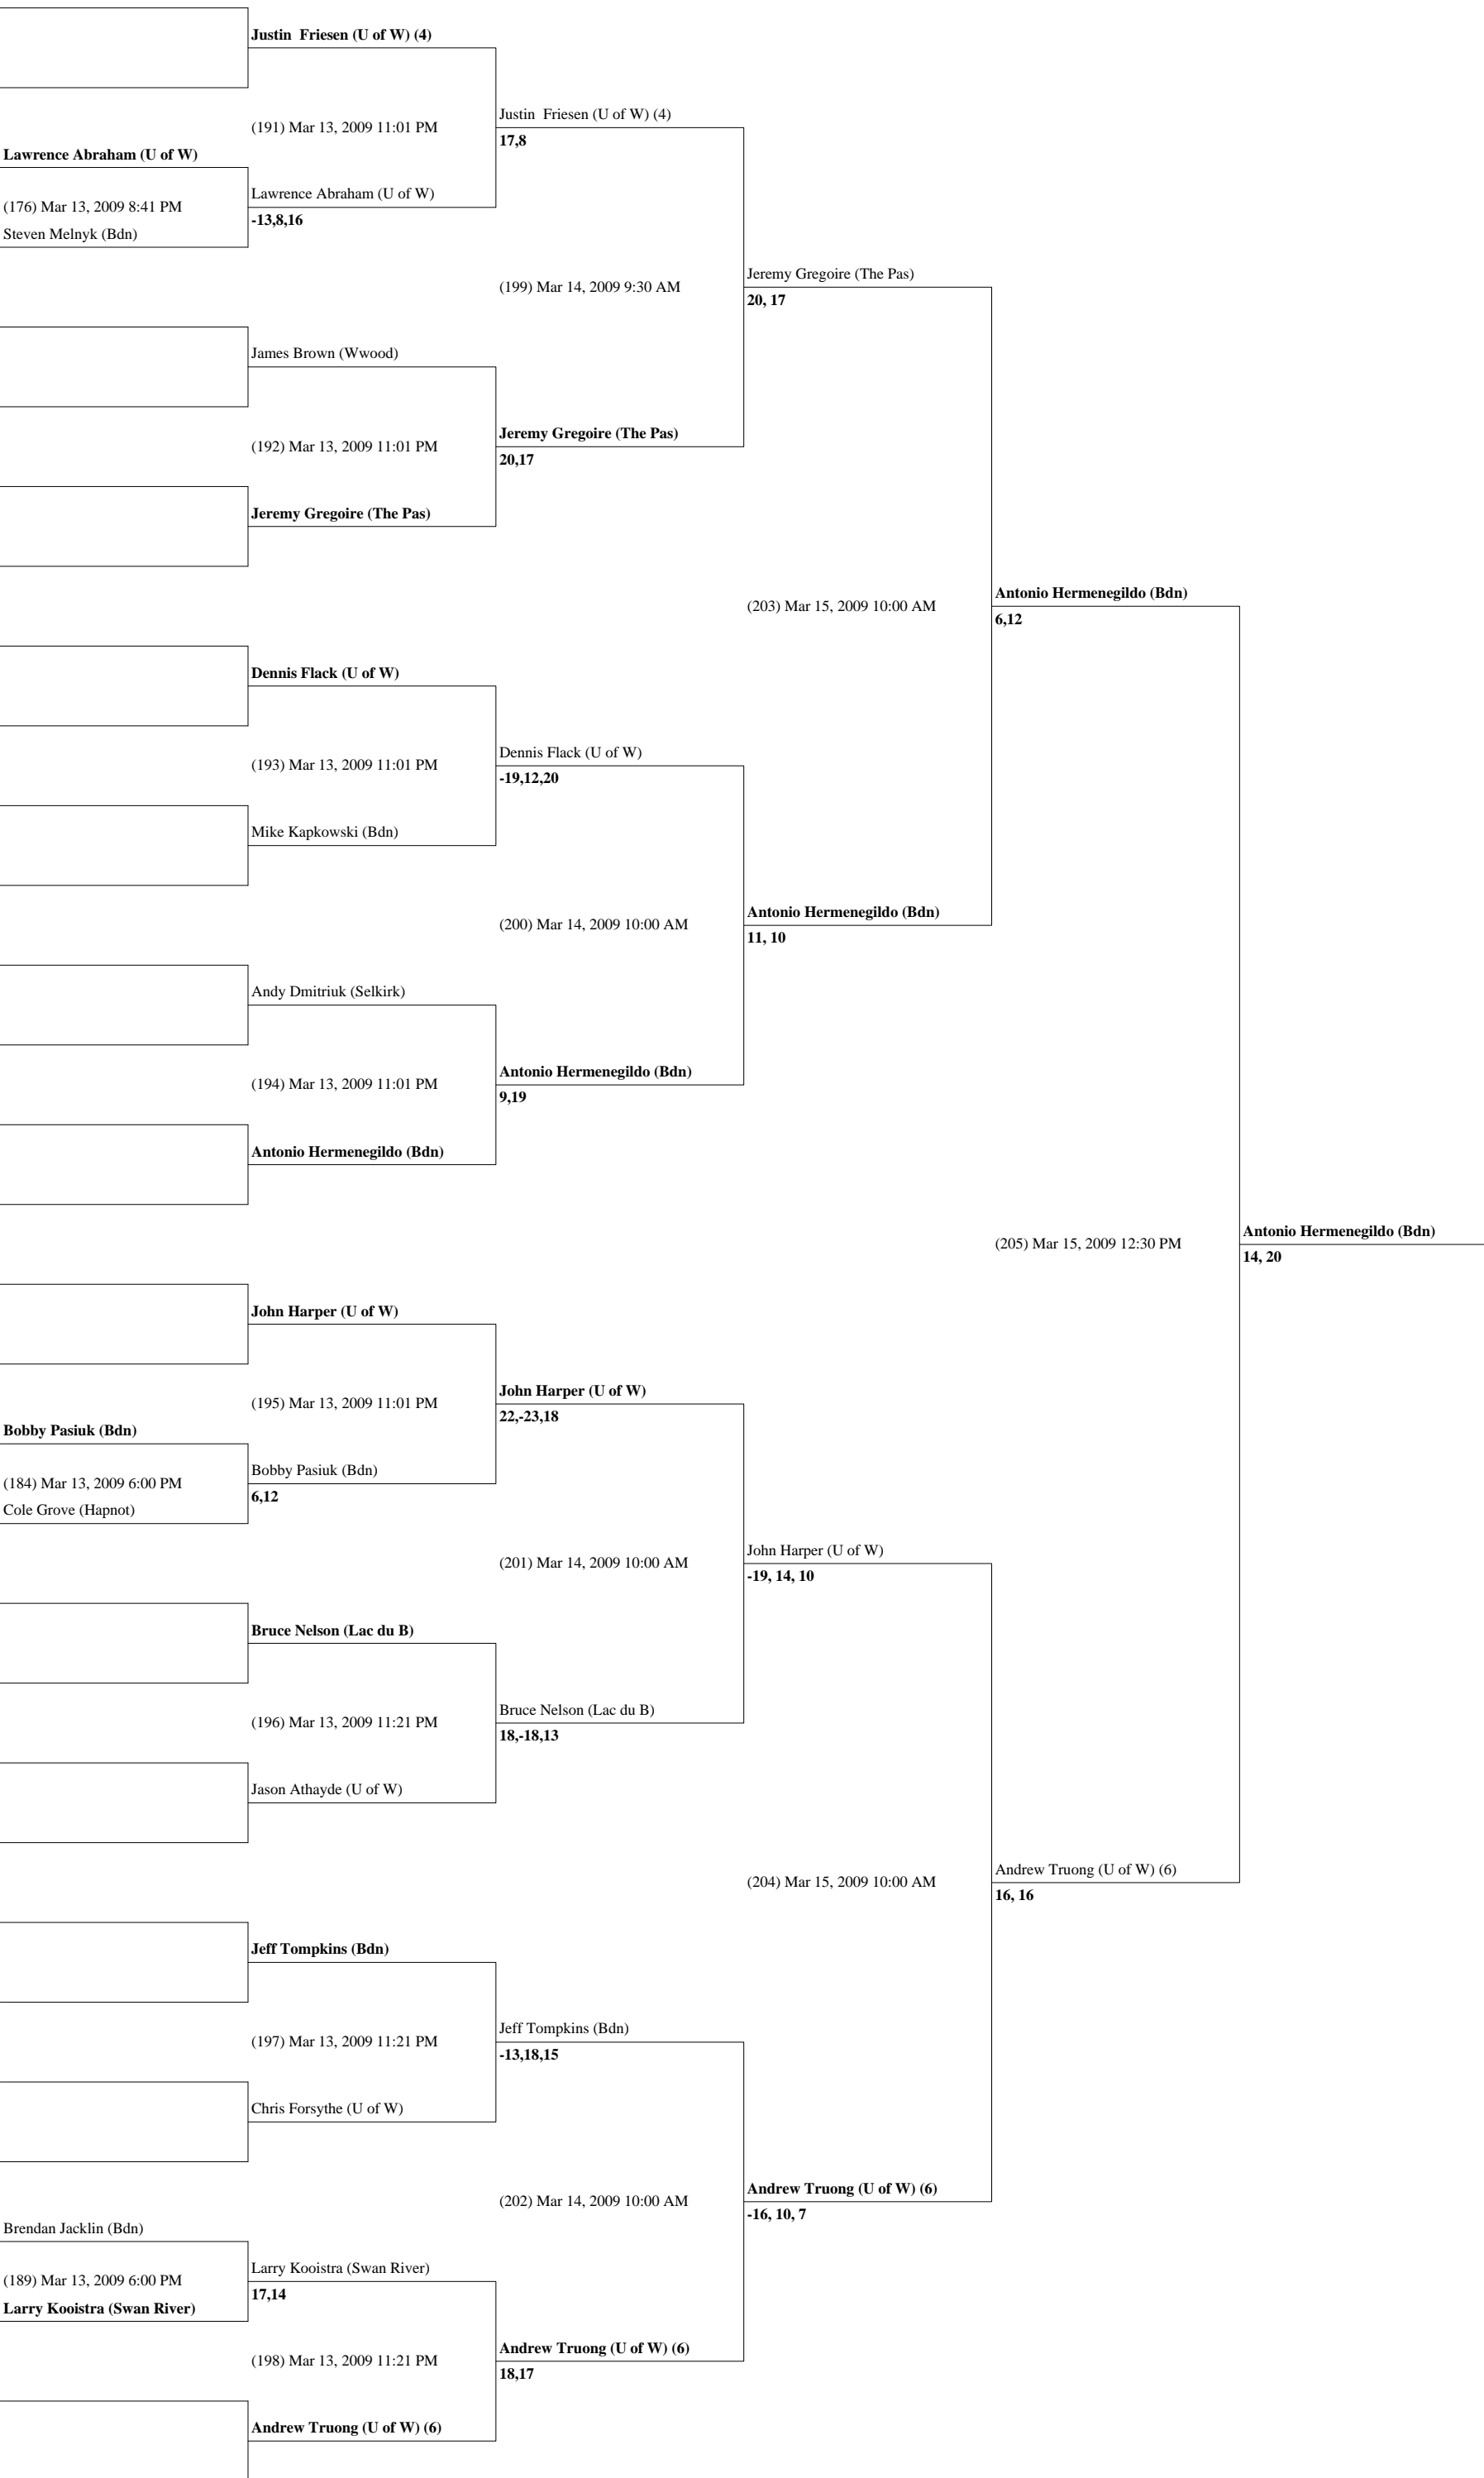 Justin  Friesen (U of W) (4)
(191) Mar 13, 2009 11:01 PM
Justin  Friesen (U of W) (4)
17,8
Lawrence Abraham (U of W)
(176) Mar 13, 2009 8:41 PM
Steven Melnyk (Bdn)
Lawrence Abraham (U of W)
-13,8,16
(199) Mar 14, 2009 9:30 AM
Jeremy Gregoire (The Pas)
20, 17
James Brown (Wwood)
(192) Mar 13, 2009 11:01 PM
Jeremy Gregoire (The Pas)
20,17
Jeremy Gregoire (The Pas)
(203) Mar 15, 2009 10:00 AM
Antonio Hermenegildo (Bdn)
6,12
Dennis Flack (U of W)
(193) Mar 13, 2009 11:01 PM
Dennis Flack (U of W)
-19,12,20
Mike Kapkowski (Bdn)
(200) Mar 14, 2009 10:00 AM
Antonio Hermenegildo (Bdn)
11, 10
Andy Dmitriuk (Selkirk)
(194) Mar 13, 2009 11:01 PM
Antonio Hermenegildo (Bdn)
9,19
Antonio Hermenegildo (Bdn)
(205) Mar 15, 2009 12:30 PM
Antonio Hermenegildo (Bdn)
14, 20
John Harper (U of W)
(195) Mar 13, 2009 11:01 PM
John Harper (U of W)
22,-23,18
Bobby Pasiuk (Bdn)
(184) Mar 13, 2009 6:00 PM
Cole Grove (Hapnot)
Bobby Pasiuk (Bdn)
6,12
(201) Mar 14, 2009 10:00 AM
John Harper (U of W)
-19, 14, 10
Bruce Nelson (Lac du B)
(196) Mar 13, 2009 11:21 PM
Bruce Nelson (Lac du B)
18,-18,13
Jason Athayde (U of W)
(204) Mar 15, 2009 10:00 AM
Andrew Truong (U of W) (6)
16, 16
Jeff Tompkins (Bdn)
(197) Mar 13, 2009 11:21 PM
Jeff Tompkins (Bdn)
-13,18,15
Chris Forsythe (U of W)
(202) Mar 14, 2009 10:00 AM
Andrew Truong (U of W) (6)
-16, 10, 7
Brendan Jacklin (Bdn)
(189) Mar 13, 2009 6:00 PM
Larry Kooistra (Swan River)
Larry Kooistra (Swan River)
17,14
(198) Mar 13, 2009 11:21 PM
Andrew Truong (U of W) (6)
18,17
Andrew Truong (U of W) (6)